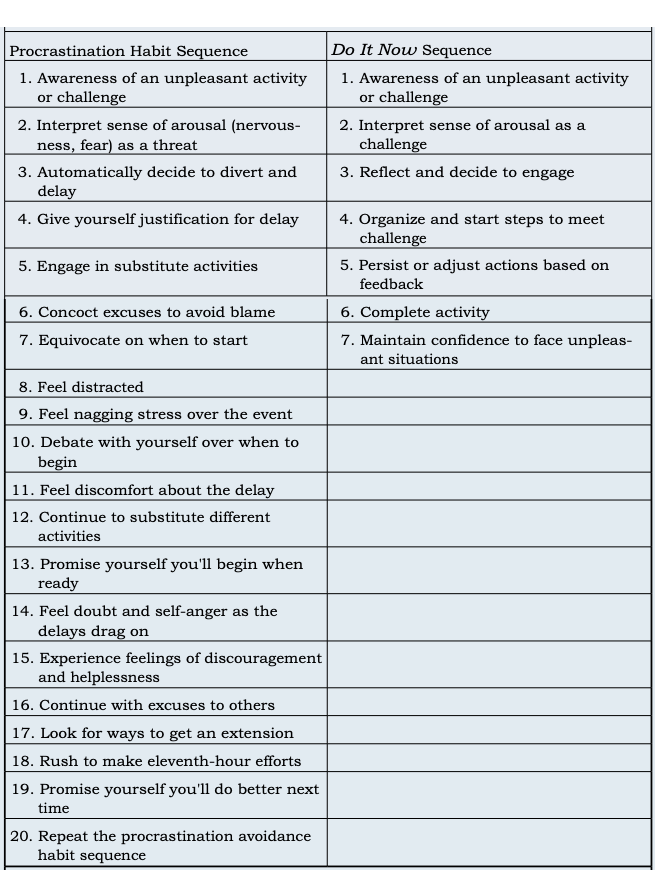 Procrastination Habit Sequence
Do It Now Sequence
1. Awareness of an unpleasant activity
or challenge
1. Awareness of an unpleasant activity
or challenge
2. Interpret sense of arousal (nervous-
ness, fear) as a threat
2. Interpret sense of arousal as a
challenge
3. Automatically decide to divert and
delay
3. Reflect and decide to engage
4. Give yourself justification for delay
4. Organize and start steps to meet
challenge
5. Engage in substitute activities
5. Persist or adjust actions based on
feedback
6. Concoct excuses to avoid blame
6. Complete activity
7. Equivocate on when to start
7. Maintain confidence to face unpleas-
ant situations
8. Feel distracted
9. Feel nagging stress over the event
10. Debate with yourself over when to
begin
11. Feel discomfort about the delay
12. Continue to substitute different
activities
13. Promise yourself you'll begin when
ready
14. Feel doubt and self-anger as the
delays drag on
15. Experience feelings of discouragement
and helplessness
16. Continue with excuses to others
17. Look for ways to get an extension
18. Rush to make eleventh-hour efforts
19. Promise yourself you'll do better next
time
20. Repeat the procrastination avoidance
habit sequence